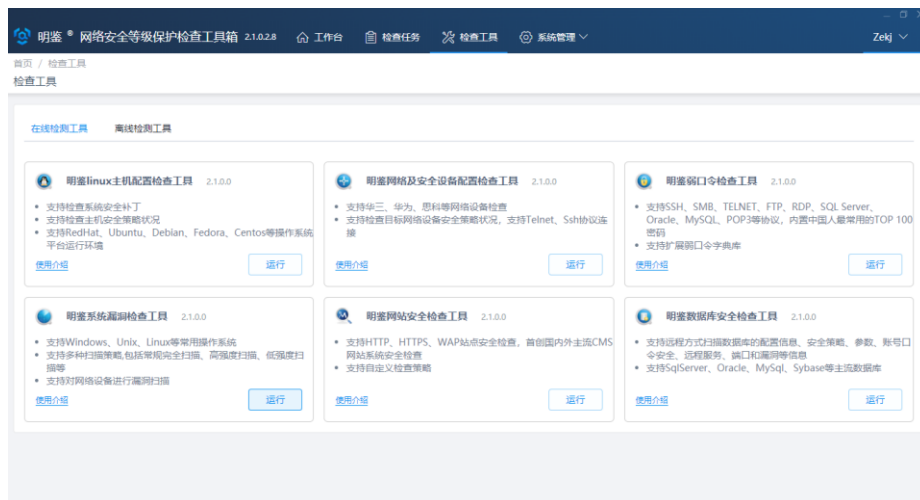 明鉴 ® 网络安全等级保护检查工具箱 2.1.0.2.8 工作台 检查任务 检查工具 系统管理 Zekj
首页 / 检查工具
检查工具
在线检测工具 离线检测工具
明鉴linux主机配置检查工具 2.1.0.0
• 支持检查系统安全补丁
• 支持检查主机安全策略状况
• 支持RedHat、Ubuntu、Debian、Fedora、Centos等操作系统
平台运行环境
使用介绍 运行
明鉴网络及安全设备配置检查工具 2.1.0.0
• 支持华三、华为、思科等网络设备检查
• 支持检查目标网络设备安全策略状况，支持Telnet、Ssh协议连
接
使用介绍 运行
明鉴弱口令检查工具 2.1.0.0
• 支持SSH、SMB、TELNET、FTP、RDP、SQL Server、
Oracle、MySQL、POP3等协议，内置中国人最常用的TOP 100
密码
• 支持扩展弱口令字典库
使用介绍 运行
明鉴系统漏洞检查工具 2.1.0.0
• 支持Windows、Unix、Linux等常用操作系统
• 支持多种扫描策略,包括常规完全扫描、高强度扫描、低强度扫
描等
• 支持对网络设备进行漏洞扫描
使用介绍 运行
明鉴网站安全检查工具 2.1.0.0
• 支持HTTP、HTTPS、WAP站点安全检查，首创国内外主流CMS
网站系统安全检查
• 支持自定义检查策略
使用介绍 运行
明鉴数据库安全检查工具 2.1.0.0
• 支持远程方式扫描数据库的配置信息、安全策略、参数、账号口
令安全、远程服务、端口和漏洞等信息
• 支持SqlServer、Oracle、MySql、Sybase等主流数据库
使用介绍 运行